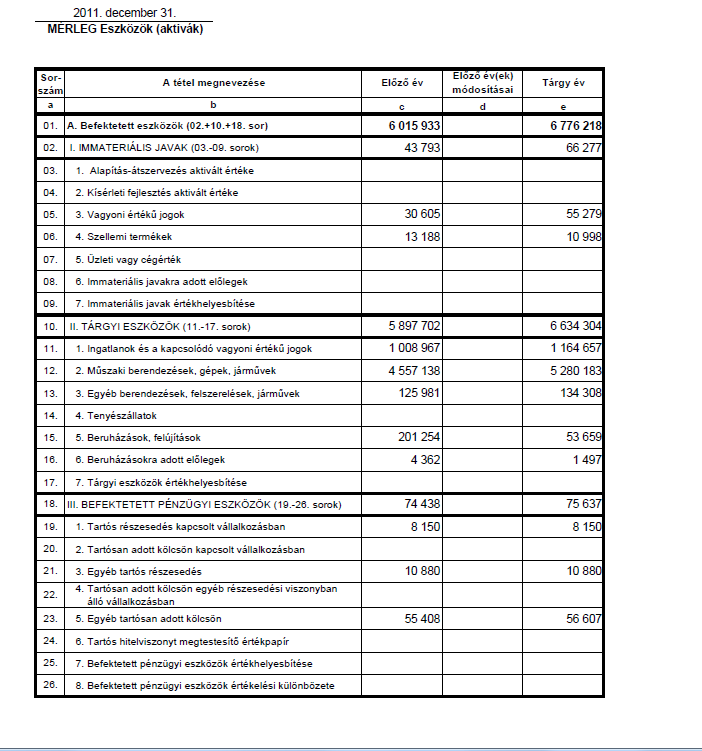 2011. december 31.
MÉRLEG Eszközök (aktívák)
Sor-szám A tétel megnevezése Előző év Előző év(ek) módosításai Tárgy év
a b c d e
01. A. Befektetett eszközök (02.+10.+18. sor) 6 015 933 6 776 218
02. I. IMMATERIÁLIS JAVAK (03.-09. sorok) 43 793 66 277
03. 1. Alapítás-átszervezés aktivált értéke
04. 2. Kísérleti fejlesztés aktivált értéke
05. 3. Vagyoni értékű jogok 30 605 55 279
06. 4. Szellemi termékek 13 188 10 998
07. 5. Üzleti vagy cégérték
08. 6. Immateriális javakra adott előlegek
09. 7. Immateriális javak értékhelyesbítése
10. II. TÁRGYI ESZKÖZÖK (11.-17. sorok) 5 897 702 6 634 304
11. 1. Ingatlanok és a kapcsolódó vagyoni értékű jogok 1 008 967 1 164 657
12. 2. Műszaki berendezések, gépek, járművek 4 557 138 5 280 183
13. 3. Egyéb berendezések, felszerelések, járművek 125 981 134 308
14. 4. Tenyészállatok
15. 5. Beruházások, felújítások 201 254 53 659
16. 6. Beruházásokra adott előlegek 4 362 1 497
17. 7. Tárgyi eszközök értékhelyesbítése
18. III. BEFEKTETETT PÉNZÜGYI ESZKÖZÖK (19.-26. sorok) 74 438 75 637
19. 1. Tartós részesedés kapcsolt vállalkozásban 8 150 8 150
20. 2. Tartósan adott kölcsön kapcsolt vállalkozásban
21. 3. Egyéb tartós részesedés 10 880 10 880
22. 4. Tartósan adott kölcsön egyéb részesedési viszonyban
álló vállalkozásban
23. 5. Egyéb tartósan adott kölcsön 55 408 56 607
24. 6. Tartós hitelviszonyt megtestesítő értékpapír
25. 7. Befektetett pénzügyi eszközök értékhelyesbítése
26. 8. Befektetett pénzügyi eszközök értékelési különbözete